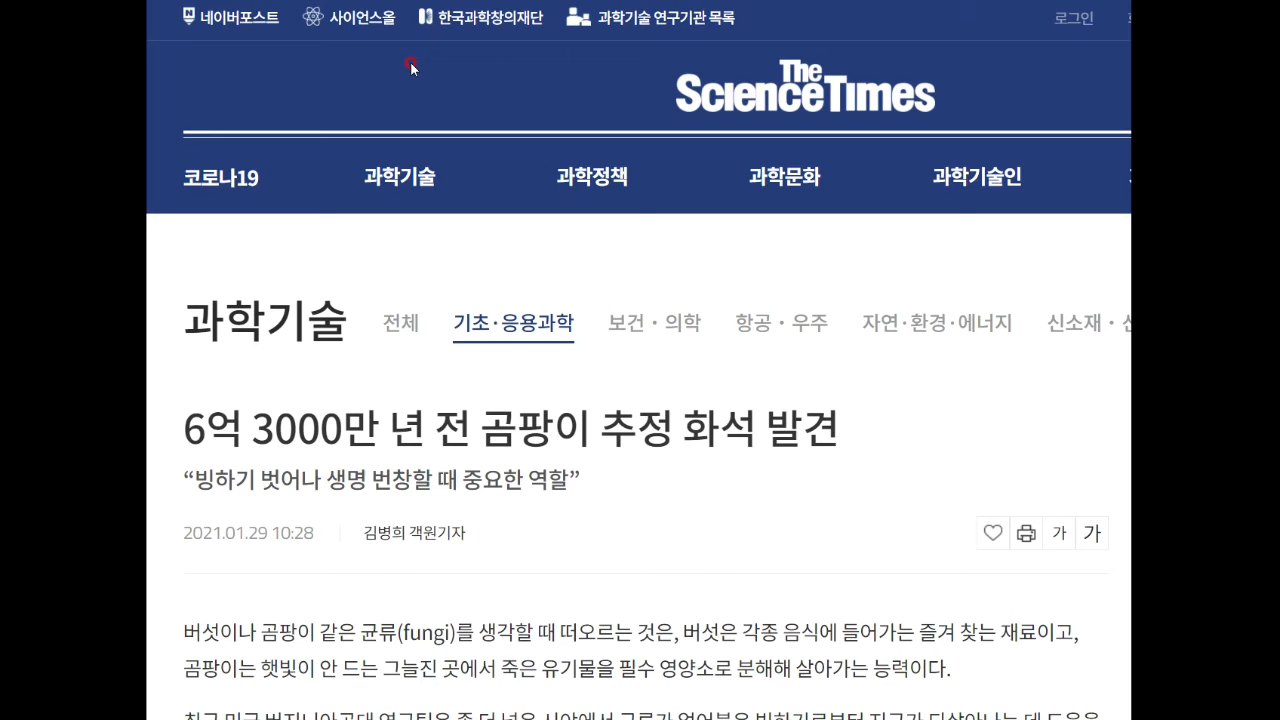 네이버포스트 사이언스올 한국과학창의재단 과학기술 연구기관 목록 로그인
The
ScienceTimes
코로나19 과학기술 과학정책 과학문화 과학기술인
과학기술 전체 기초·응용과학 보건·의학 항공·우주 자연·환경·에너지 신소재·
6억 3000만 년 전 곰팡이 추정 화석 발견
“빙하기 벗어나 생명 번창할 때 중요한 역할”
2021.01.29 10:28 김병희 객원기자 가 가
버섯이나 곰팡이 같은 균류(fungi)를 생각할 때 떠오르는 것은, 버섯은 각종 음식에 들어가는 즐겨 찾는 재료이고,
곰팡이는 햇빛이 안 드는 그늘진 곳에서 죽은 유기물을 필수 영양소로 분해해 살아가는 능력이다.